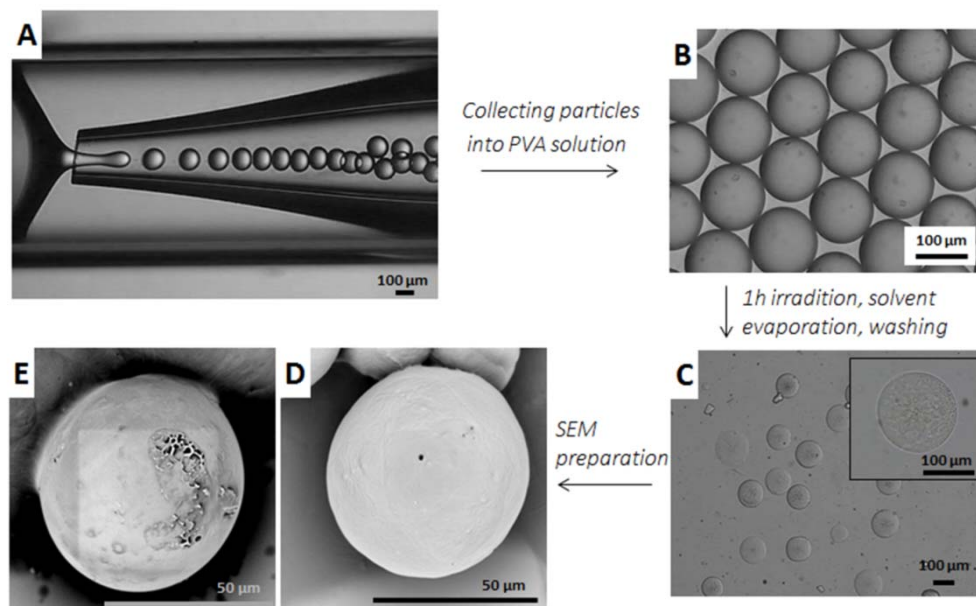 A
100 µm
Collecting particles
into PVA solution
B
100 µm
1h irradition, solvent
evaporation, washing
C
100 µm
100 µm
SEM
preparation
D
50 µm
E
50 µm